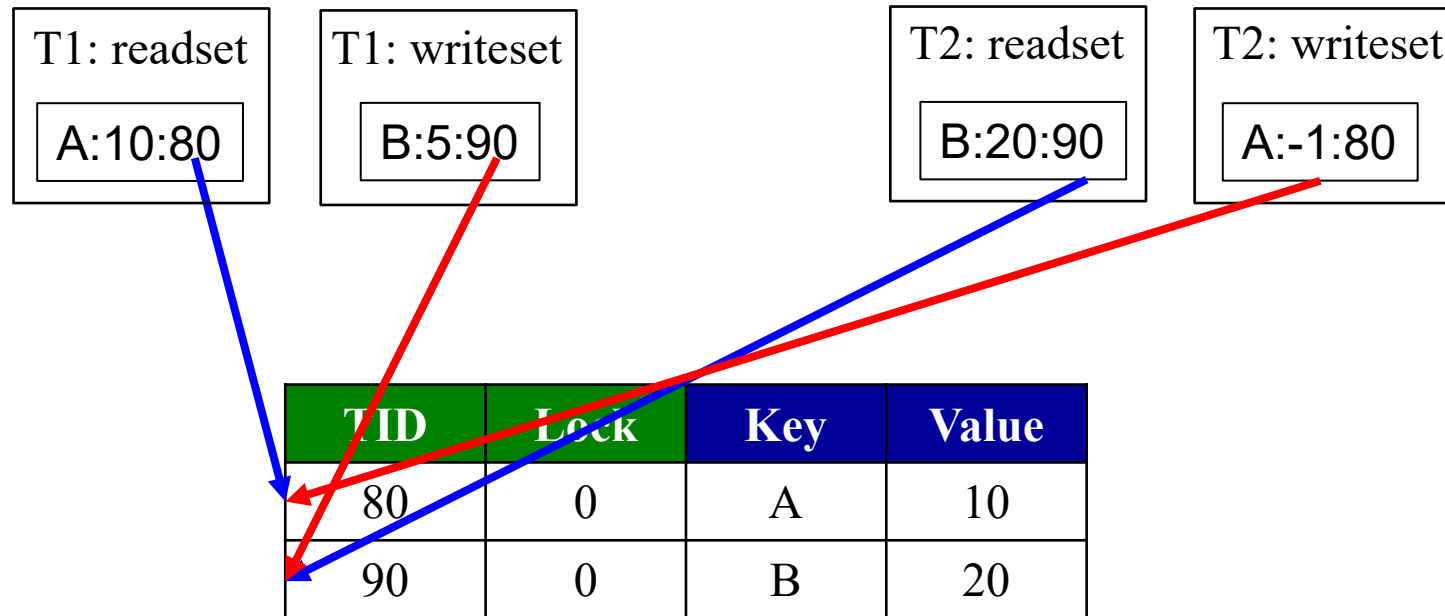 T1: readset
A:10:80
T1: writeset
B:5:90
T2: readset
B:20:90
T2: writeset
A:-1:80
TID Lock Key Value
80 0 A 10
90 0 B 20